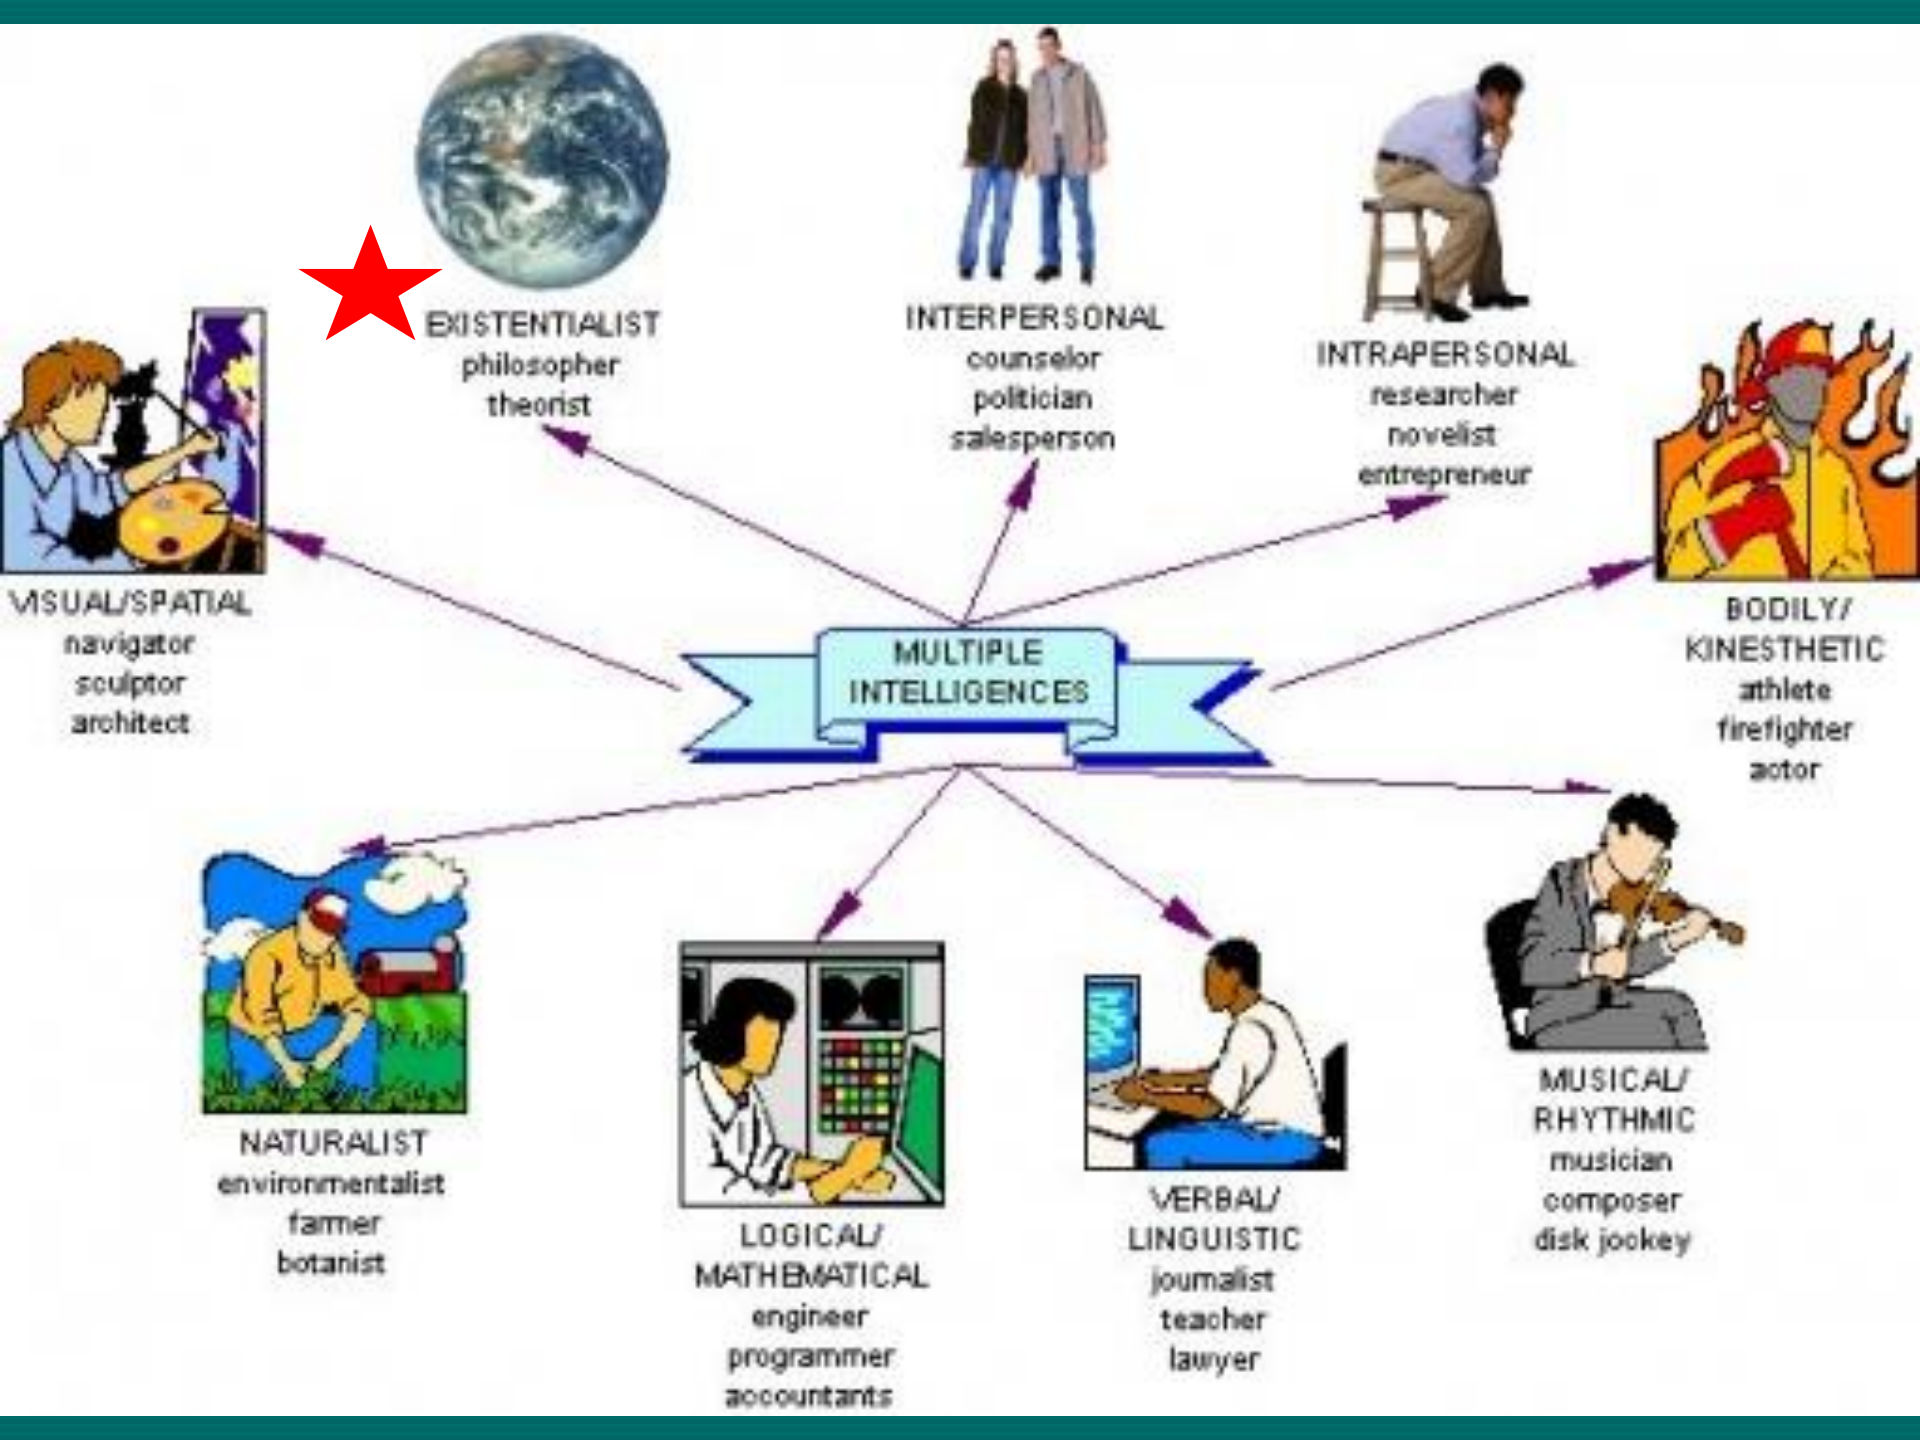 EXISTENTIALIST
philosopher
theorist
INTERPERSONAL
counselor
politician
salesperson
INTRAPERSONAL
researcher
novelist
entrepreneur
VISUAL/SPATIAL
navigator
sculptor
architect
MULTIPLE
INTELLIGENCES
BODILY/
KINESTHETIC
athlete
firefighter
actor
NATURALIST
environmentalist
farmer
botanist
LOGICAL/
MATHEMATICAL
engineer
programmer
accountants
VERBAL/
LINGUISTIC
journalist
teacher
lawyer
MUSICAL/
RHYTHMIC
musician
composer
disk jockey